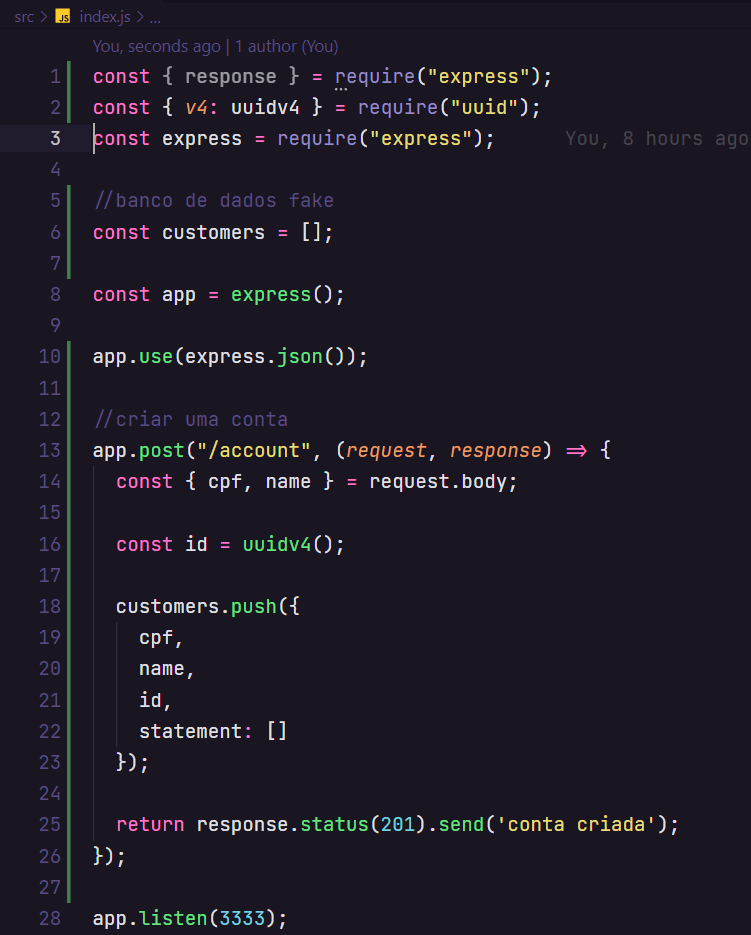 src > JS index.js > ...
You, seconds ago | 1 author (You)
1 const { response } = require("express");
2 const { v4: uuidv4 } = require("uuid");
3 const express = require("express"); You, 8 hours ago
4
5 //banco de dados fake
6 const customers = [];
7
8 const app = express();
9
10 app.use(express.json());
11
12 //criar uma conta
13 app.post("/account", (request, response) => {
14 const { cpf, name } = request.body;
15
16 const id = uuidv4();
17
18 customers.push({
19 cpf,
20 name,
21 id,
22 statement: []
23 });
24
25 return response.status(201).send('conta criada');
26 });
27
28 app.listen(3333);